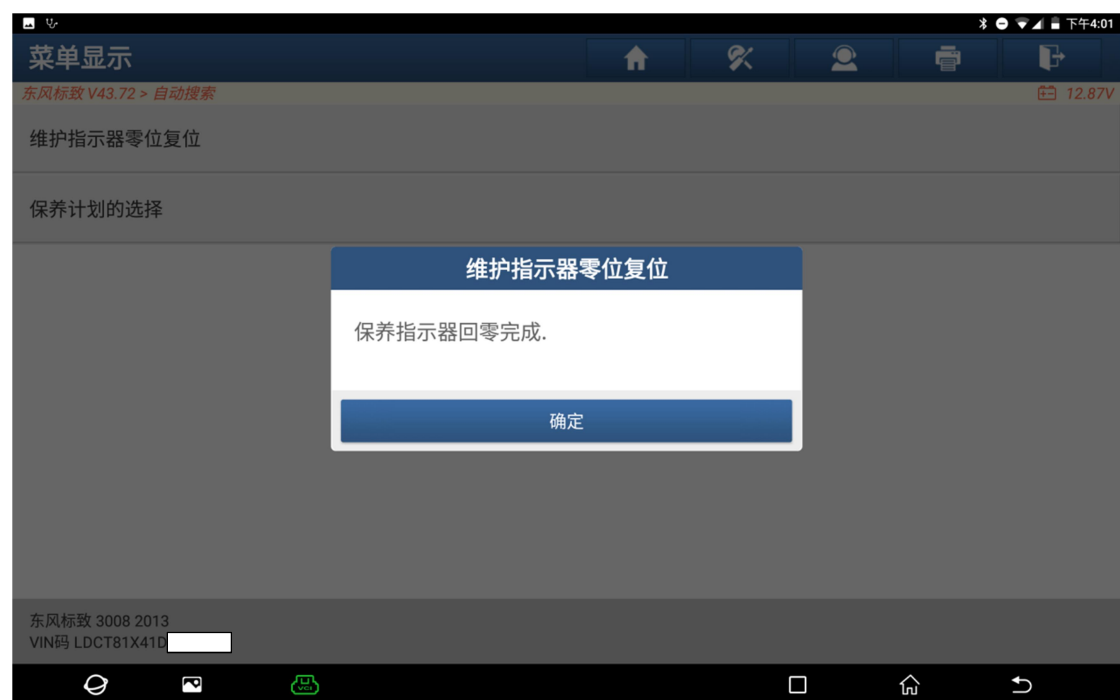 下午4:01
菜单显示
东风标致 V43.72 > 自动搜索
12.87V
维护指示器零位复位
保养计划的选择
维护指示器零位复位
保养指示器回零完成.
确定
东风标致 3008 2013
VIN码 LDCT81X41D
VCI